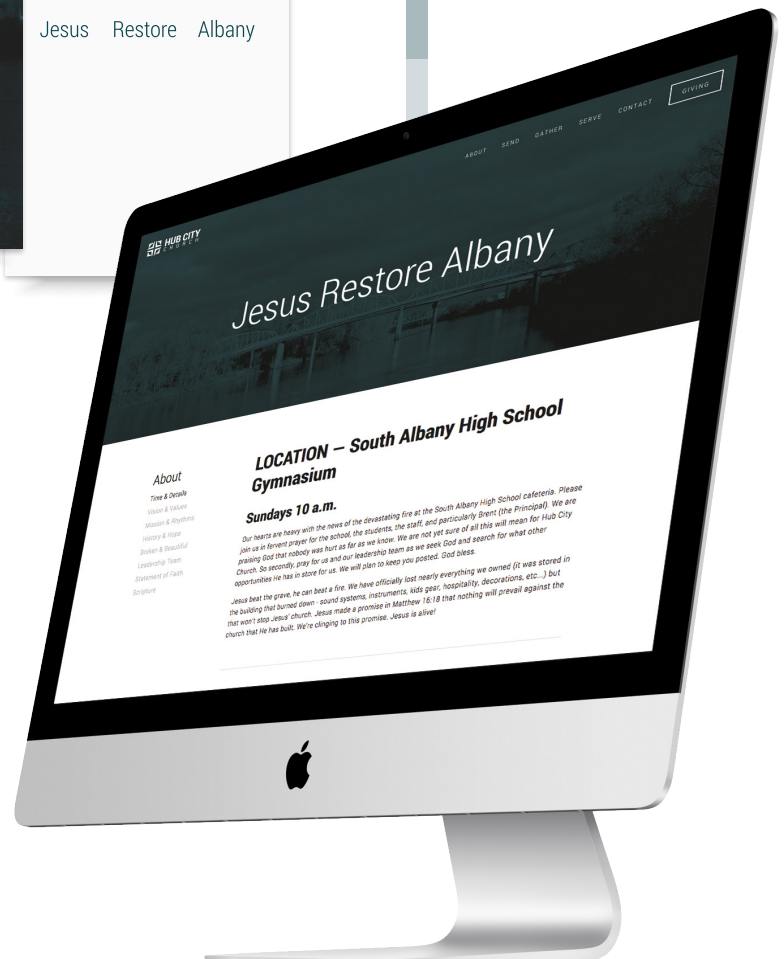 Jesus Restore Albany
ABOUT SEND GATHER SERVE CONTACT GIVING
HUB CITY
CHURCH
Jesus Restore Albany
About
Time & Details
Vision & Values
Mission & Rhythms
History & Hope
Broken & Beautiful
Leadership Team
Statement of Faith
Scripture
LOCATION — South Albany High School
Gymnasium
Sundays 10 a.m.
Our hearts are heavy with the news of the devastating fire at the South Albany High School cafeteria. Please
join us in fervent prayer for the school, the students, the staff, and particularly Brent (the Principal). We are
praising God that nobody was hurt as far as we know. We are not yet sure of all this will mean for Hub City
Church. So secondly, pray for us and our leadership team as we seek God and search for what other
opportunities He has in store for us. We will plan to keep you posted. God bless.
Jesus beat the grave, he can beat a fire. We have officially lost nearly everything we owned (it was stored in
the building that burned down - sound systems, instruments, kids gear, hospitality, decorations, etc...) but
that won't stop Jesus' church. Jesus made a promise in Matthew 16:18 that nothing will prevail against the
church that He has built. We're clinging to this promise. Jesus is alive!